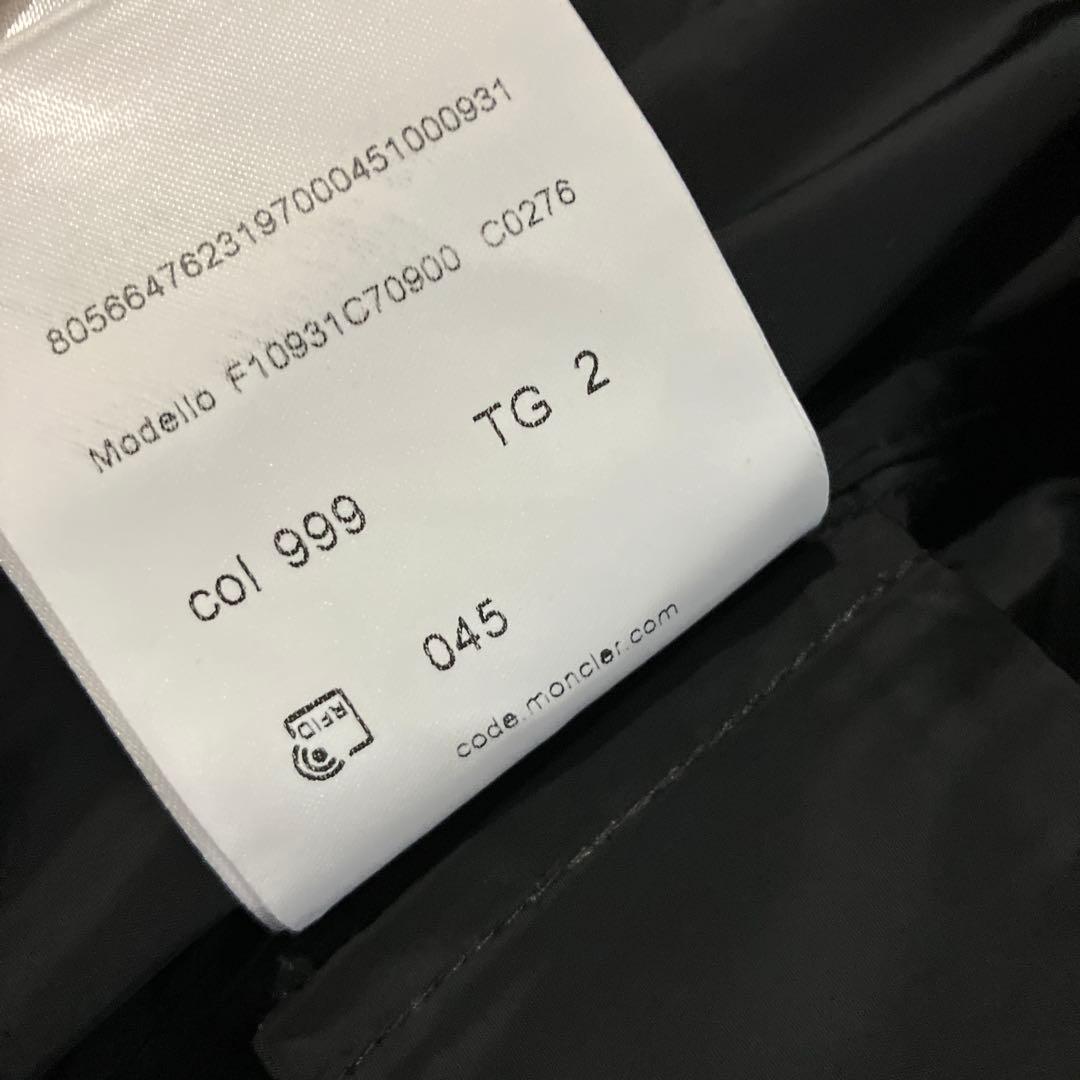 8056647623197000451000931
Modello F10931C70900 C0276
col 999 TG 2
045
RFID
code.moncler.com